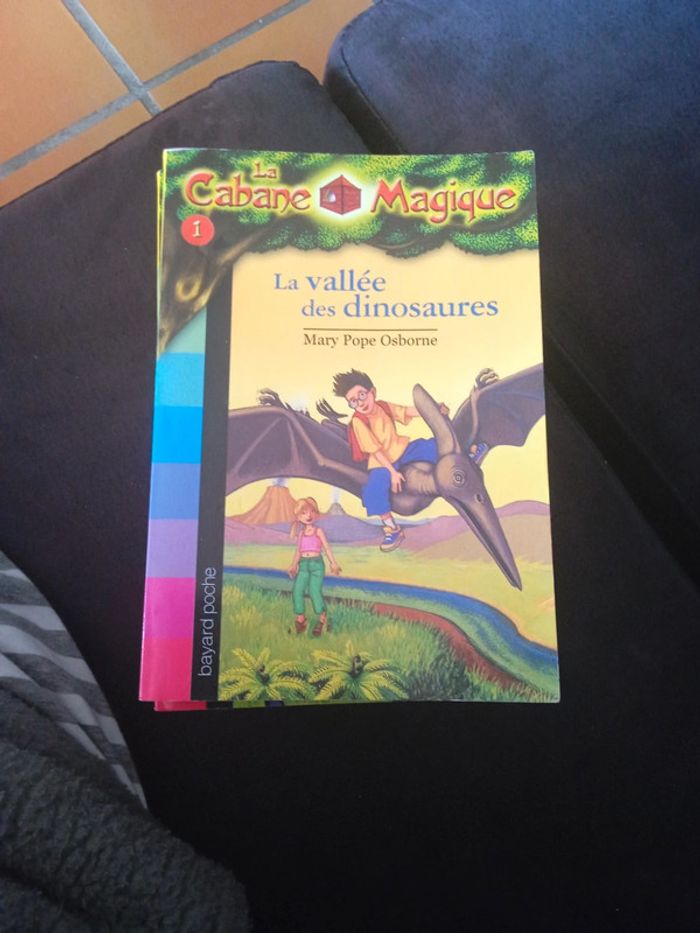 La
Cabane Magique
1
La vallée
des dinosaures
Mary Pope Osborne
bayard poche